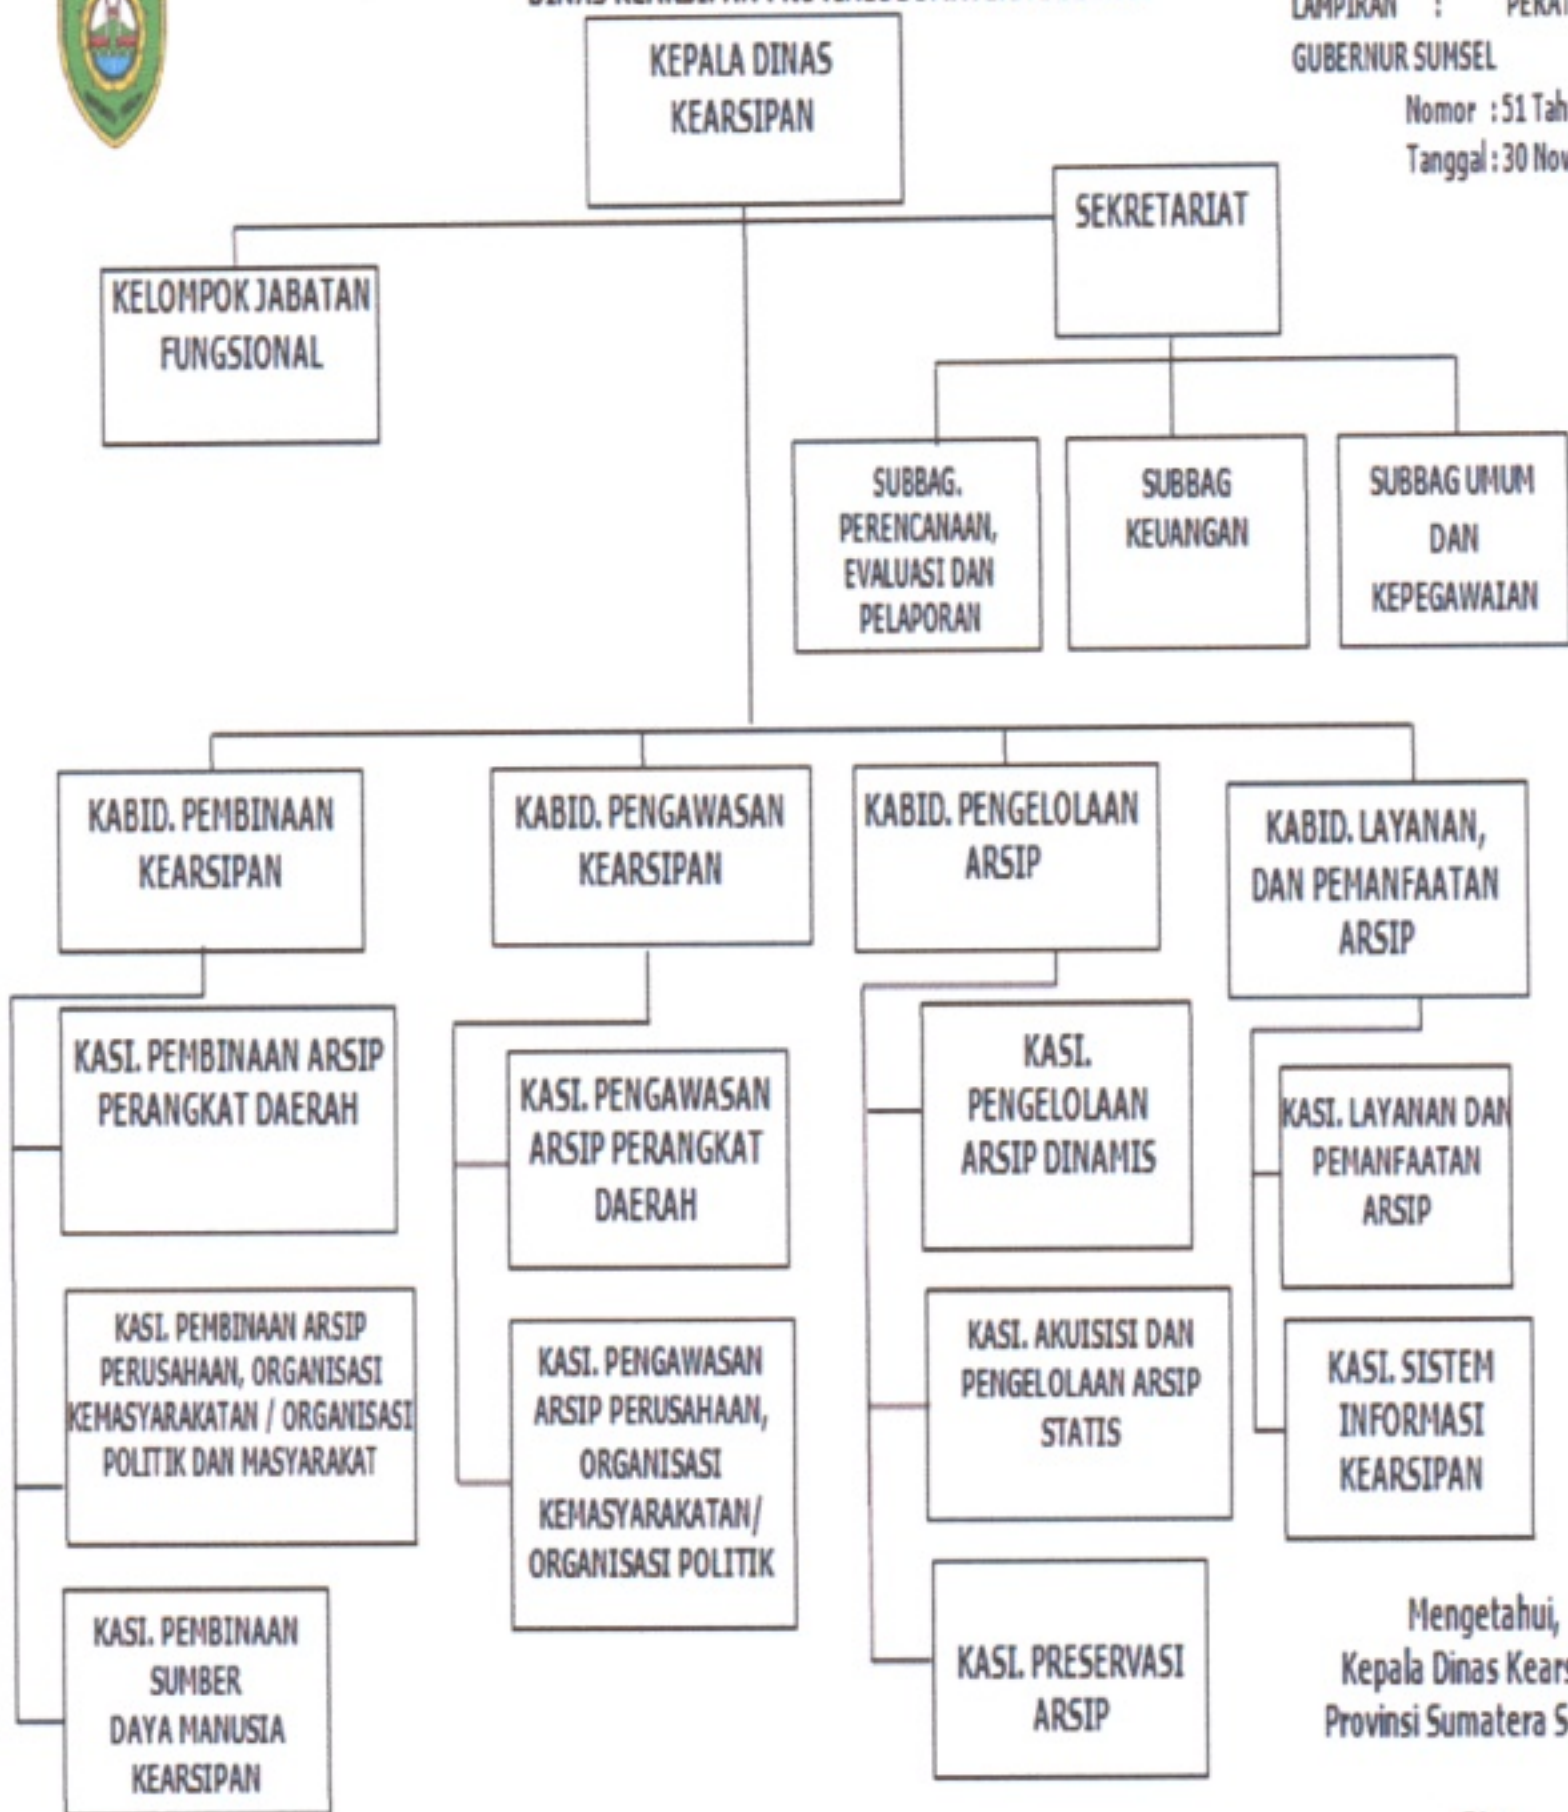 LAMPIRAN :
GUBERNUR SUMSEL
Nomor : 51
Tanggal : 30
KEPALA DINAS
KEARSIPAN
SEKRETARIAT
KELOMPOK JABATAN
FUNGSIONAL
SUBBAG.
PERENCANAAN,
EVALUASI DAN
PELAPORAN
SUBBAG
KEUANGAN
SUBBAG UMUM
DAN
KEPEGAWAIAN
KABID. PEMBINAAN
KEARSIPAN
KABID. PENGAWASAN
KEARSIPAN
KABID. PENGELOLAAN
ARSIP
KABID. LAYANAN,
DAN PEMANFAATAN
ARSIP
KASI. PEMBINAAN ARSIP
PERANGKAT DAERAH
KASI. PEMBINAAN ARSIP
PERUSAHAAN, ORGANISASI
KEMASYARAKATAN / ORGANISASI
POLITIK DAN MASYARAKAT
KASI. PEMBINAAN
SUMBER
DAYA MANUSIA
KEARSIPAN
KASI. PENGAWASAN
ARSIP PERANGKAT
DAERAH
KASI. PENGAWASAN
ARSIP PERUSAHAAN,
ORGANISASI
KEMASYARAKATAN/
ORGANISASI POLITIK
KASI.
PENGELOLAAN
ARSIP DINAMIS
KASI. AKUISISI DAN
PENGELOLAAN ARSIP
STATIS
KASI. PRESERVASI
ARSIP
KASI. LAYANAN DAN
PEMANFAATAN
ARSIP
KASI. SISTEM
INFORMASI
KEARSIPAN
Mengetahui,
Kepala Dinas
Provinsi Sumatera